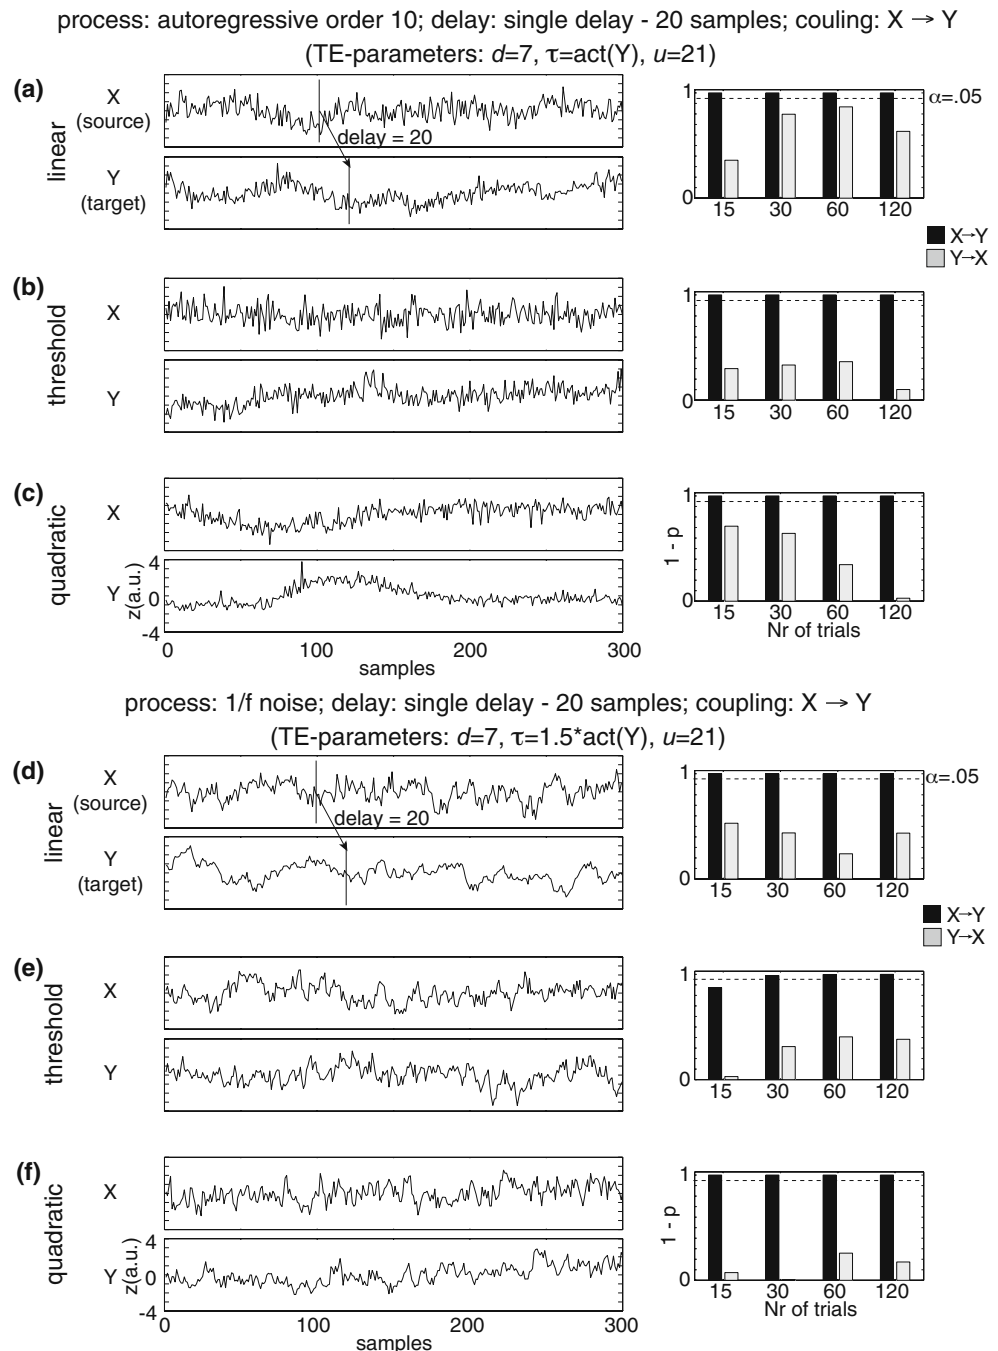 process: autoregressive order 10; delay: single delay - 20 samples; couling: X → Y
(TE-parameters: d=7, τ=act(Y), u=21)
(a)
linear
X
(source)
delay = 20
Y
(target)
1
0
α=.05
15 30 60 120
X→Y
Y→X
(b)
threshold
X
Y
1
0
15 30 60 120
(c)
quadratic
X
Y
z(a.u.)
4
0
-4
0 100 200 300
samples
1
0
1 - p
15 30 60 120
Nr of trials
process: 1/f noise; delay: single delay - 20 samples; coupling: X → Y
(TE-parameters: d=7, τ=1.5*act(Y), u=21)
(d)
linear
X
(source)
delay = 20
Y
(target)
1
0
α=.05
15 30 60 120
X→Y
Y→X
(e)
threshold
X
Y
1
0
15 30 60 120
(f)
quadratic
X
Y
z(a.u.)
4
0
-4
0 100 200 300
samples
1
0
1 - p
15 30 60 120
Nr of trials